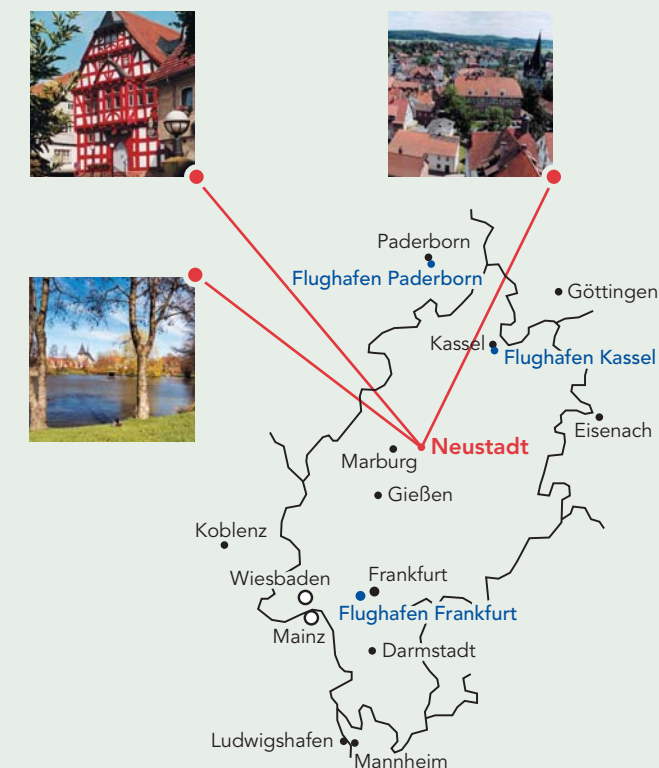 Paderborn
Flughafen Paderborn
Göttingen
Kassel
Flughafen Kassel
Eisenach
Neustadt
Marburg
Gießen
Koblenz
Wiesbaden
Frankfurt
Flughafen Frankfurt
Mainz
Darmstadt
Ludwigshafen
Mannheim